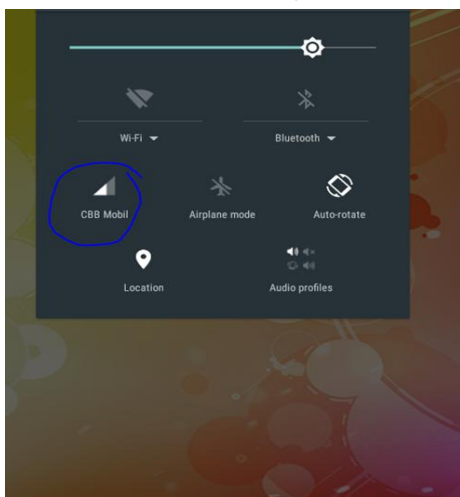 Wi-Fi
Bluetooth
CBB Mobil
Airplane mode
Auto-rotate
Location
Audio profiles